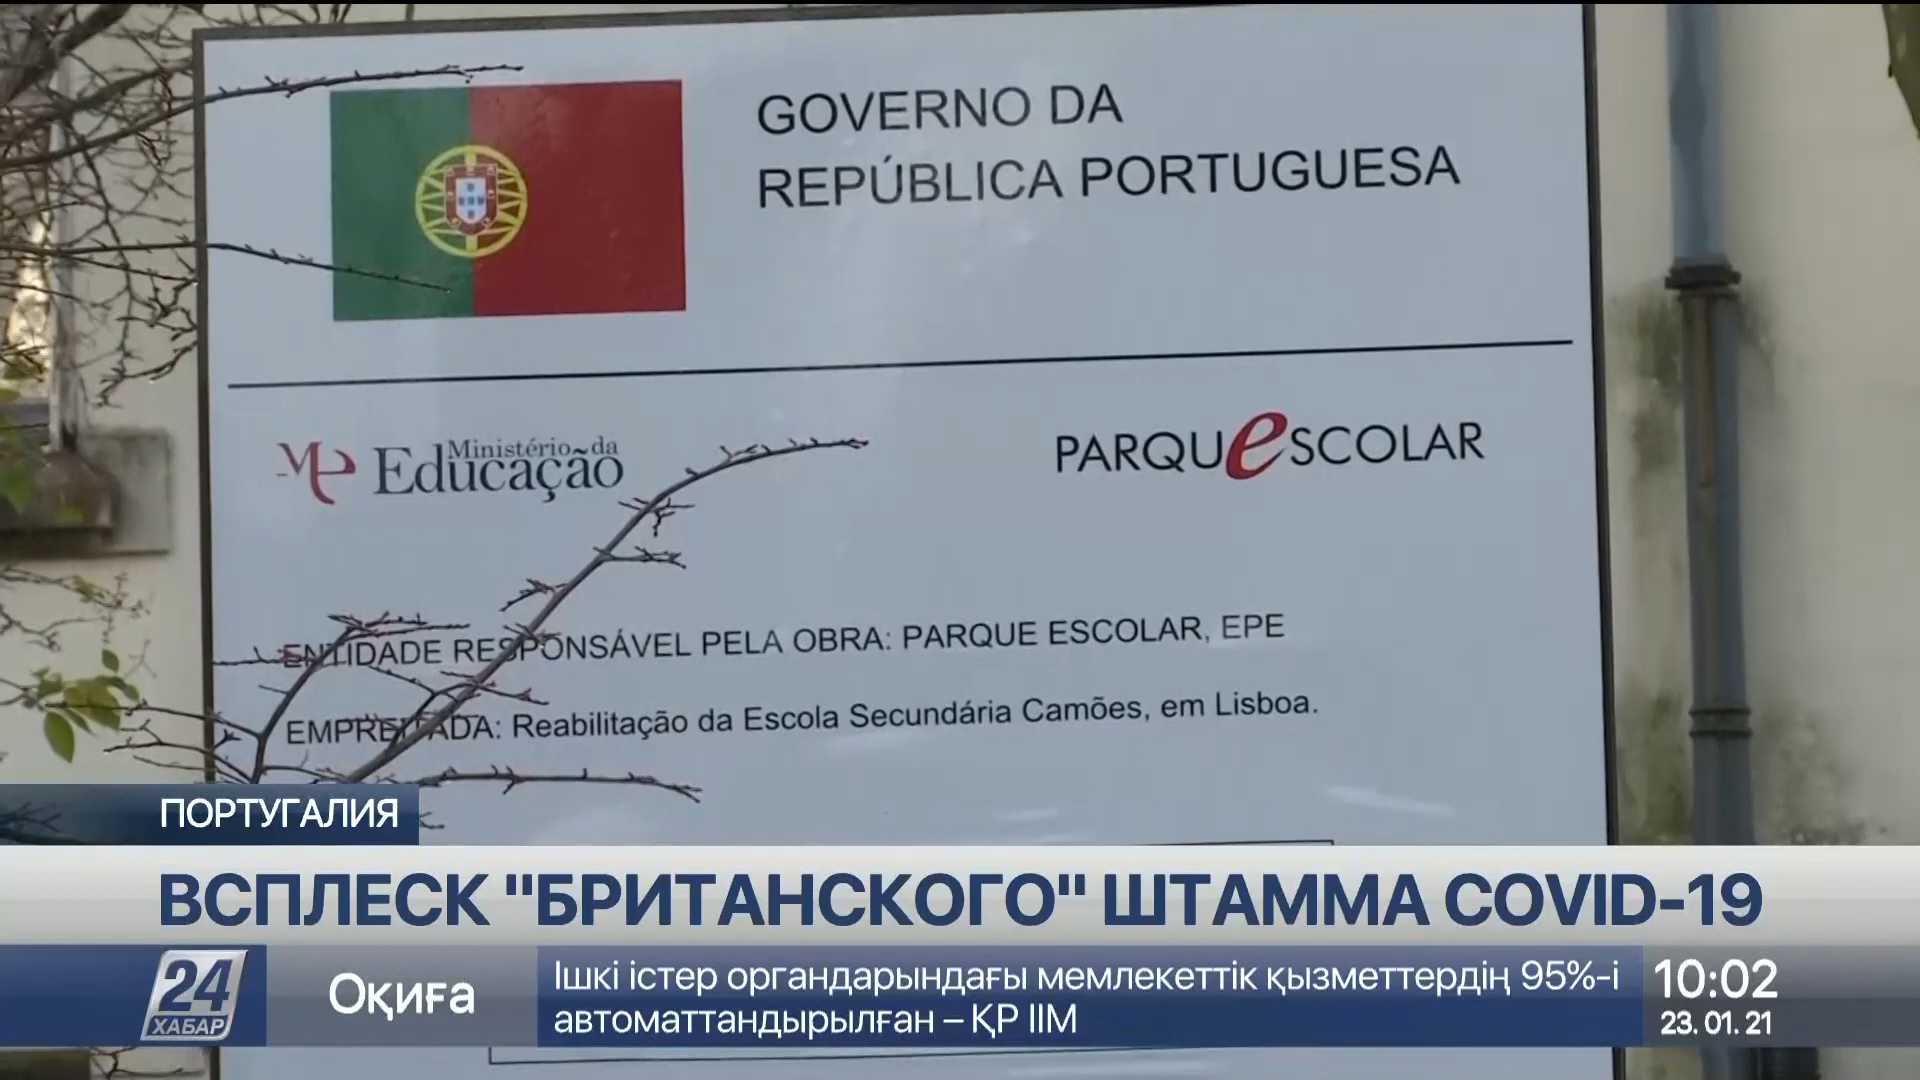 GOVERNO DA
REPÚBLICA PORTUGUESA
Ministério da
Educação
PARQUESCOLAR
ENTIDADE RESPONSÁVEL PELA OBRA: PARQUE ESCOLAR, EPE
EMPREITADA: Reabilitação da Escola Secundária Camões, em Lisboa.
ПОРТУГАЛИЯ
ВСПЛЕСК "БРИТАНСКОГО" ШТАММА COVID-19
24
ХАБАР
Оқиға
Ішкі істер органдарындағы мемлекеттік қызметтердің 95%-і
автоматтандырылған – ҚР ІІМ
10:02
23. 01. 21